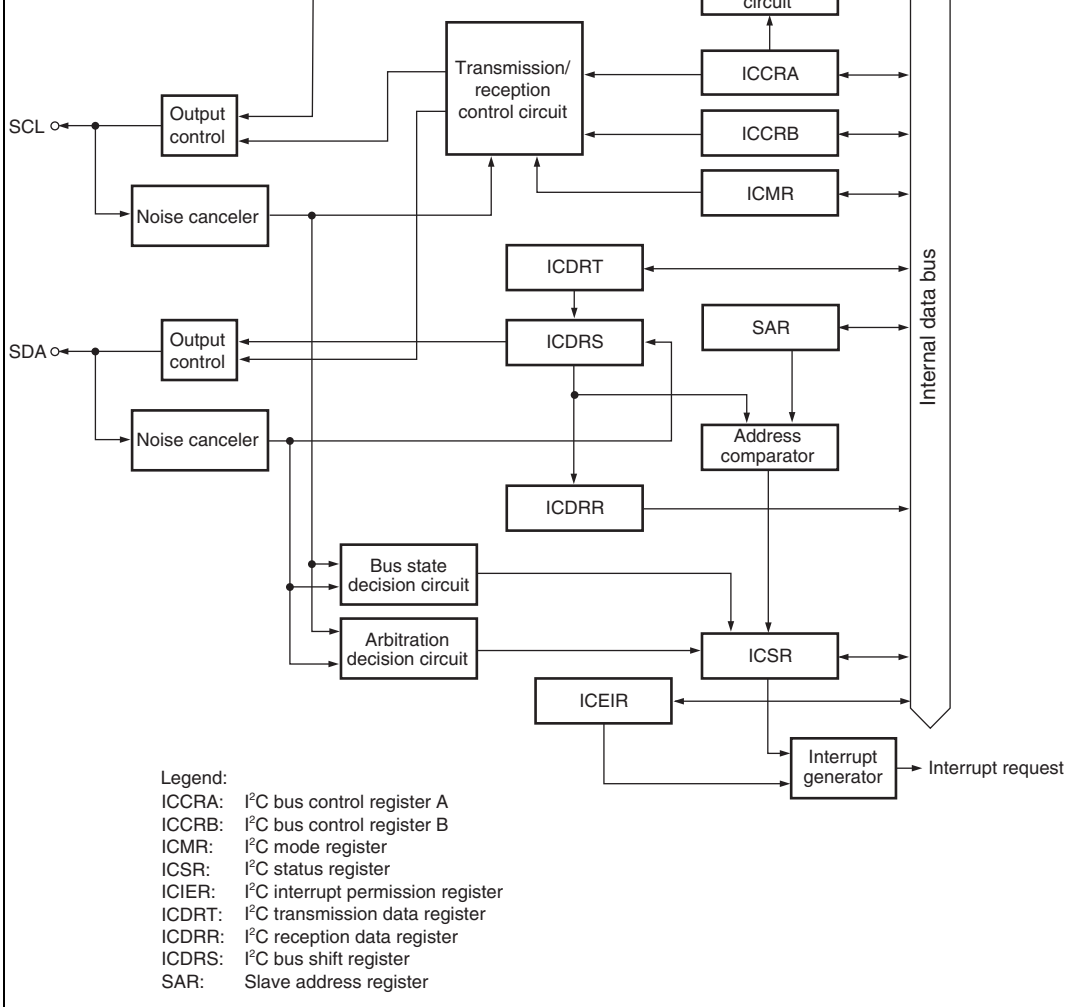 circuit
Transmission/
reception
control circuit
ICCRA
SCL
Output
control
ICCRB
ICMR
Noise canceler
ICDRT
Internal data bus
SDA
Output
control
ICDRS
SAR
Noise canceler
Address
comparator
ICDRR
Bus state
decision circuit
Arbitration
decision circuit
ICSR
ICEIR
Interrupt
generator
Interrupt request
Legend:
ICCRA: I²C bus control register A
ICCRB: I²C bus control register B
ICMR: I²C mode register
ICSR: I²C status register
ICIER: I²C interrupt permission register
ICDRT: I²C transmission data register
ICDRR: I²C reception data register
ICDRS: I²C bus shift register
SAR: Slave address register